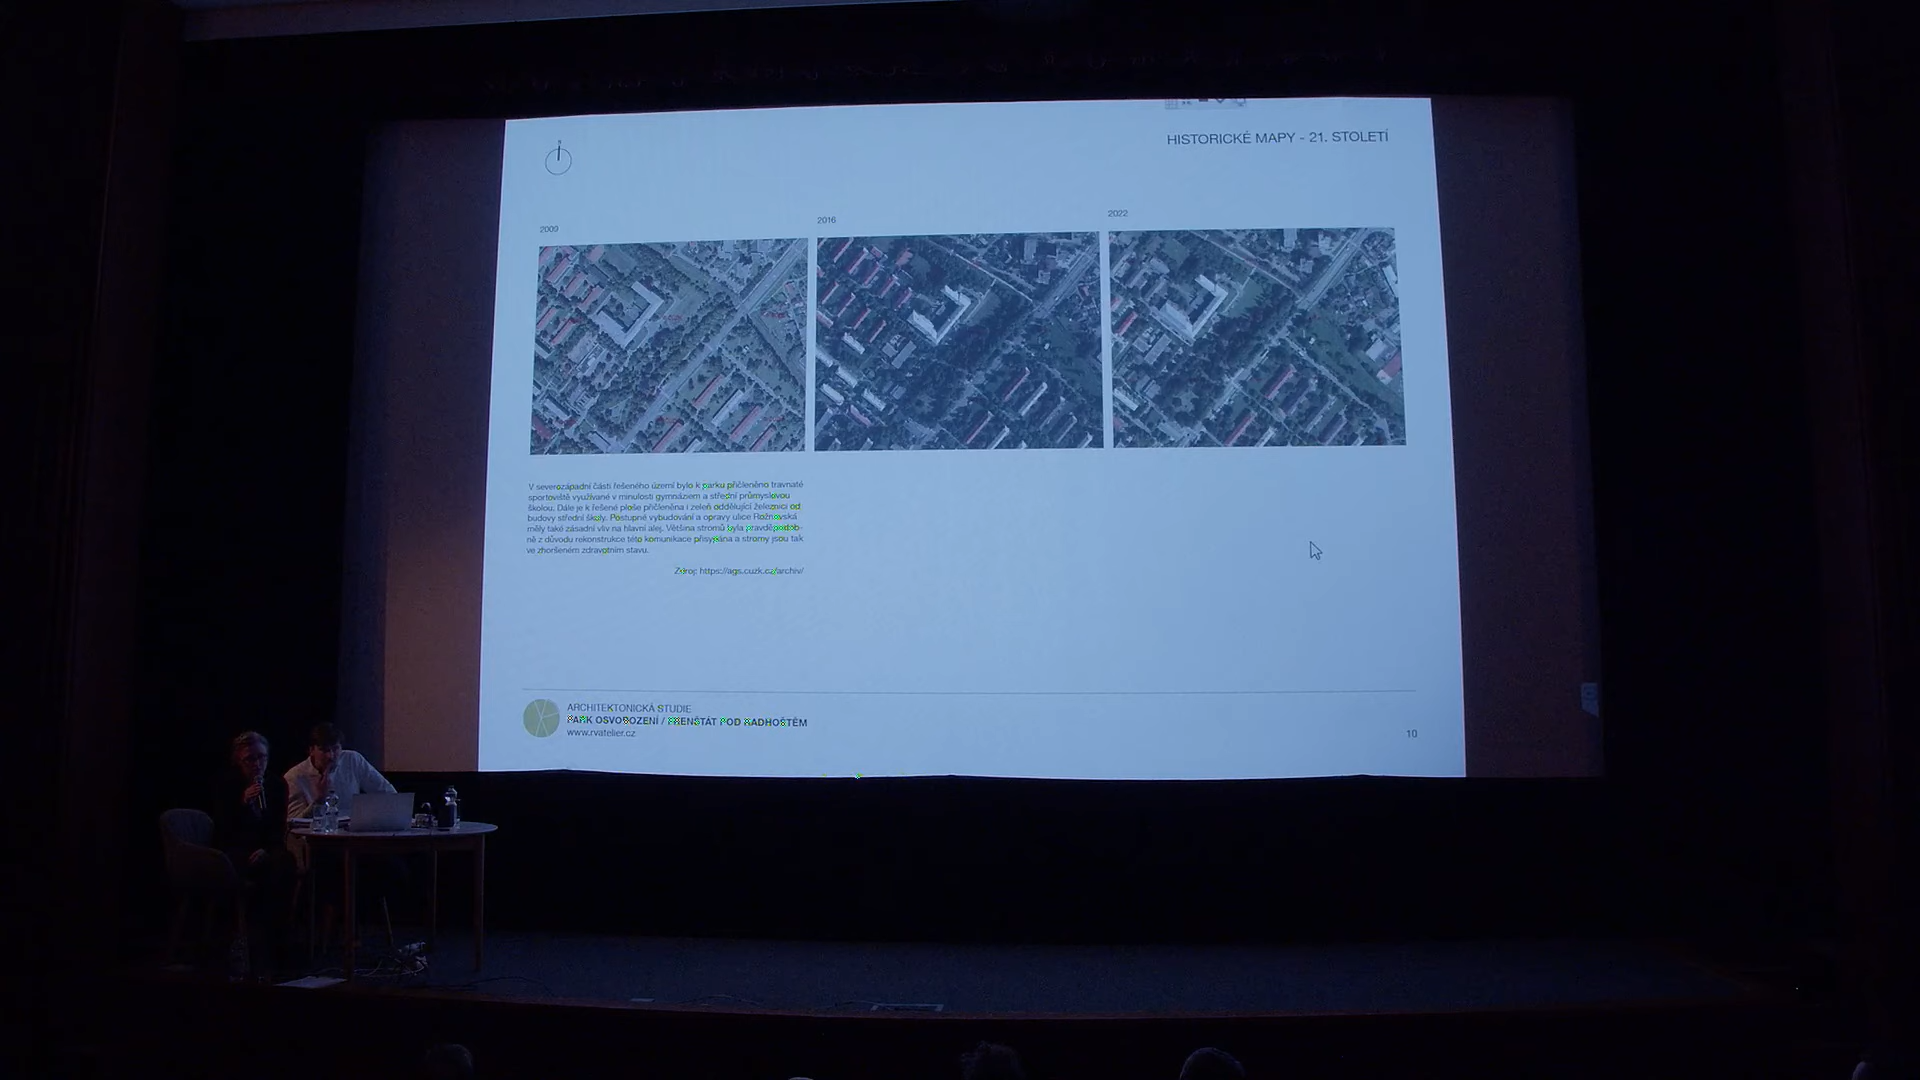 HISTORICKÉ MAPY - 21. STOLETÍ
2009
2016
2022
V severozápadní části řešeného území bylo k parku přičleněno travnaté
sportoviště využívané v minulosti gymnáziem a střední průmyslovou
školou. Dále je k řešené ploše přičleněna i zeleň oddělující železnici od
budovy střední školy. Postupné vybudování a opravy ulice Rožnovská
měly také zásadní vliv na hlavní alej. Většina stromů byla pravděpodob-
ně z důvodu rekonstrukce této komunikace přisypána a stromy jsou tak
ve zhoršeném zdravotním stavu.
Zdroj: https://ags.cuzk.cz/archiv/
ARCHITEKTONICKÁ STUDIE
PARK OSVOBOZENÍ / FRENŠTÁT POD RADHOŠTĚM
www.rvatelier.cz
10